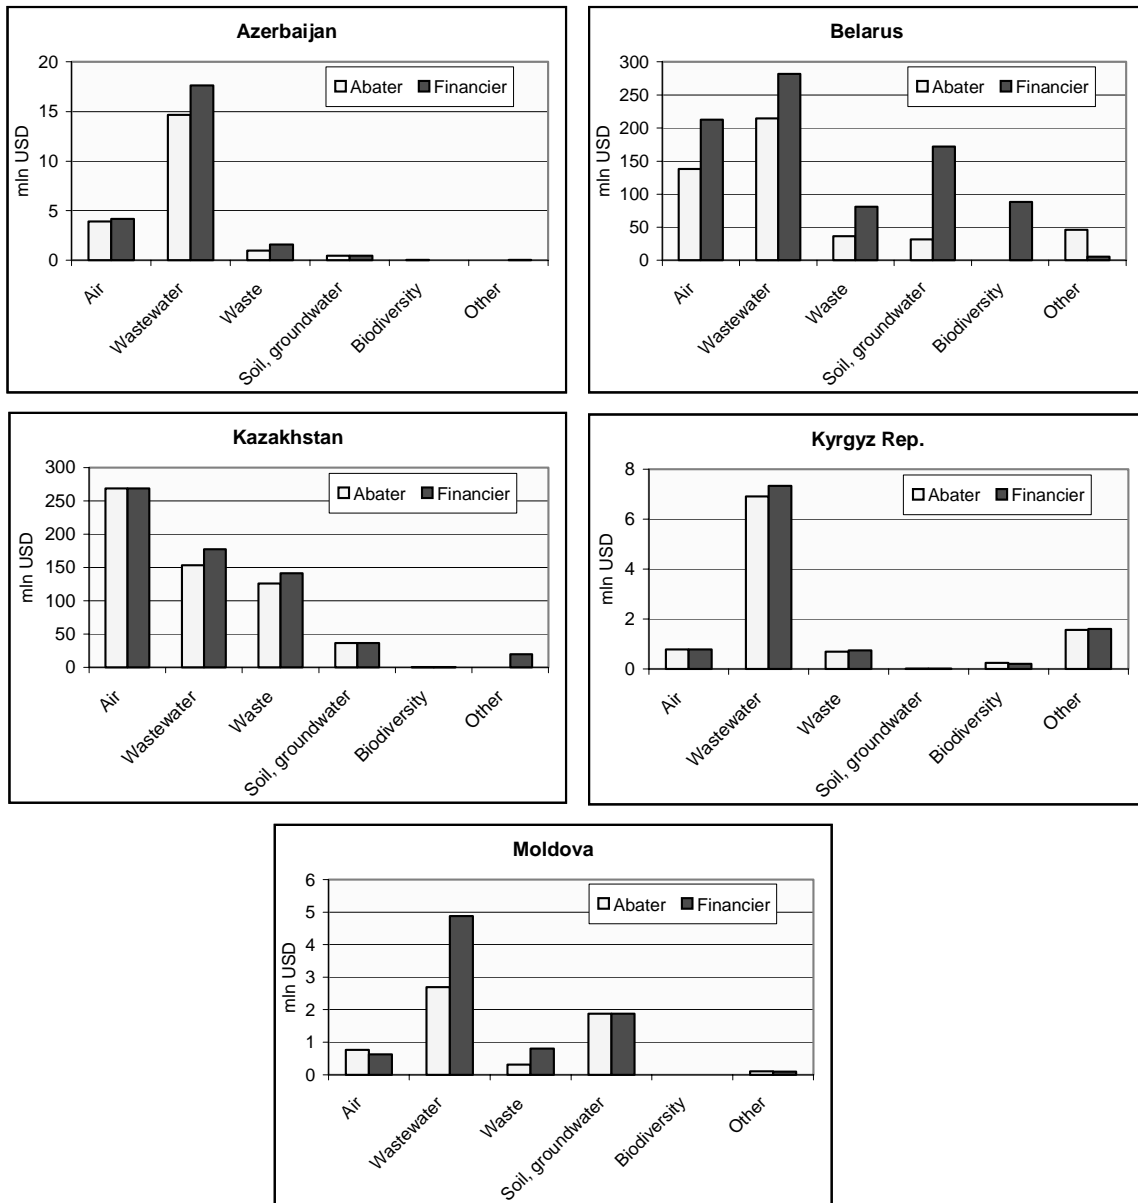 Azerbaijan
mln USD
20
15
10
5
0
Abater Financier
Air
Wastewater
Waste
Soil, groundwater
Biodiversity
Other
Belarus
mln USD
300
250
200
150
100
50
0
Abater Financier
Air
Wastewater
Waste
Soil, groundwater
Biodiversity
Other
Kazakhstan
mln USD
300
250
200
150
100
50
0
Abater Financier
Air
Wastewater
Waste
Soil, groundwater
Biodiversity
Other
Kyrgyz Rep.
mln USD
8
6
4
2
0
Abater Financier
Air
Wastewater
Waste
Soil, groundwater
Biodiversity
Other
Moldova
mln USD
6
5
4
3
2
1
0
Abater Financier
Air
Wastewater
Waste
Soil, groundwater
Biodiversity
Other